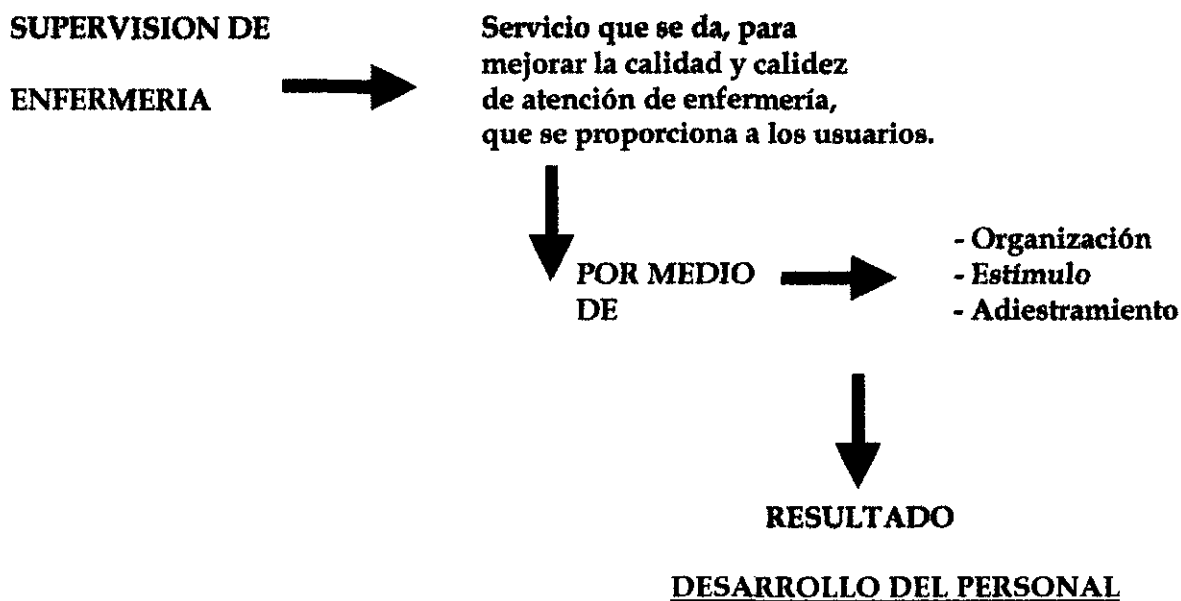 SUPERVISION DE
ENFERMERIA
Servicio que se da, para
mejorar la calidad y calidez
de atención de enfermería,
que se proporciona a los usuarios.
POR MEDIO
DE
- Organización
- Estímulo
- Adiestramiento
RESULTADO
DESARROLLO DEL PERSONAL